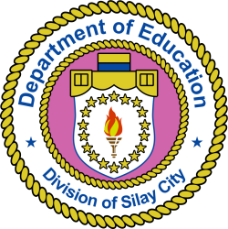 Department of Education
Division of Silay City